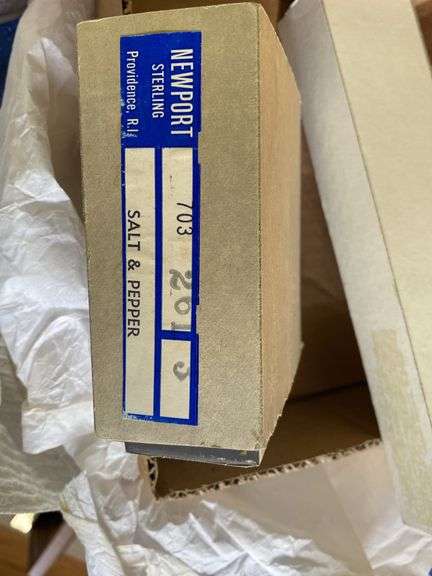 NEWPORT
STERLING
Providence, R.I.
703
SALT & PEPPER